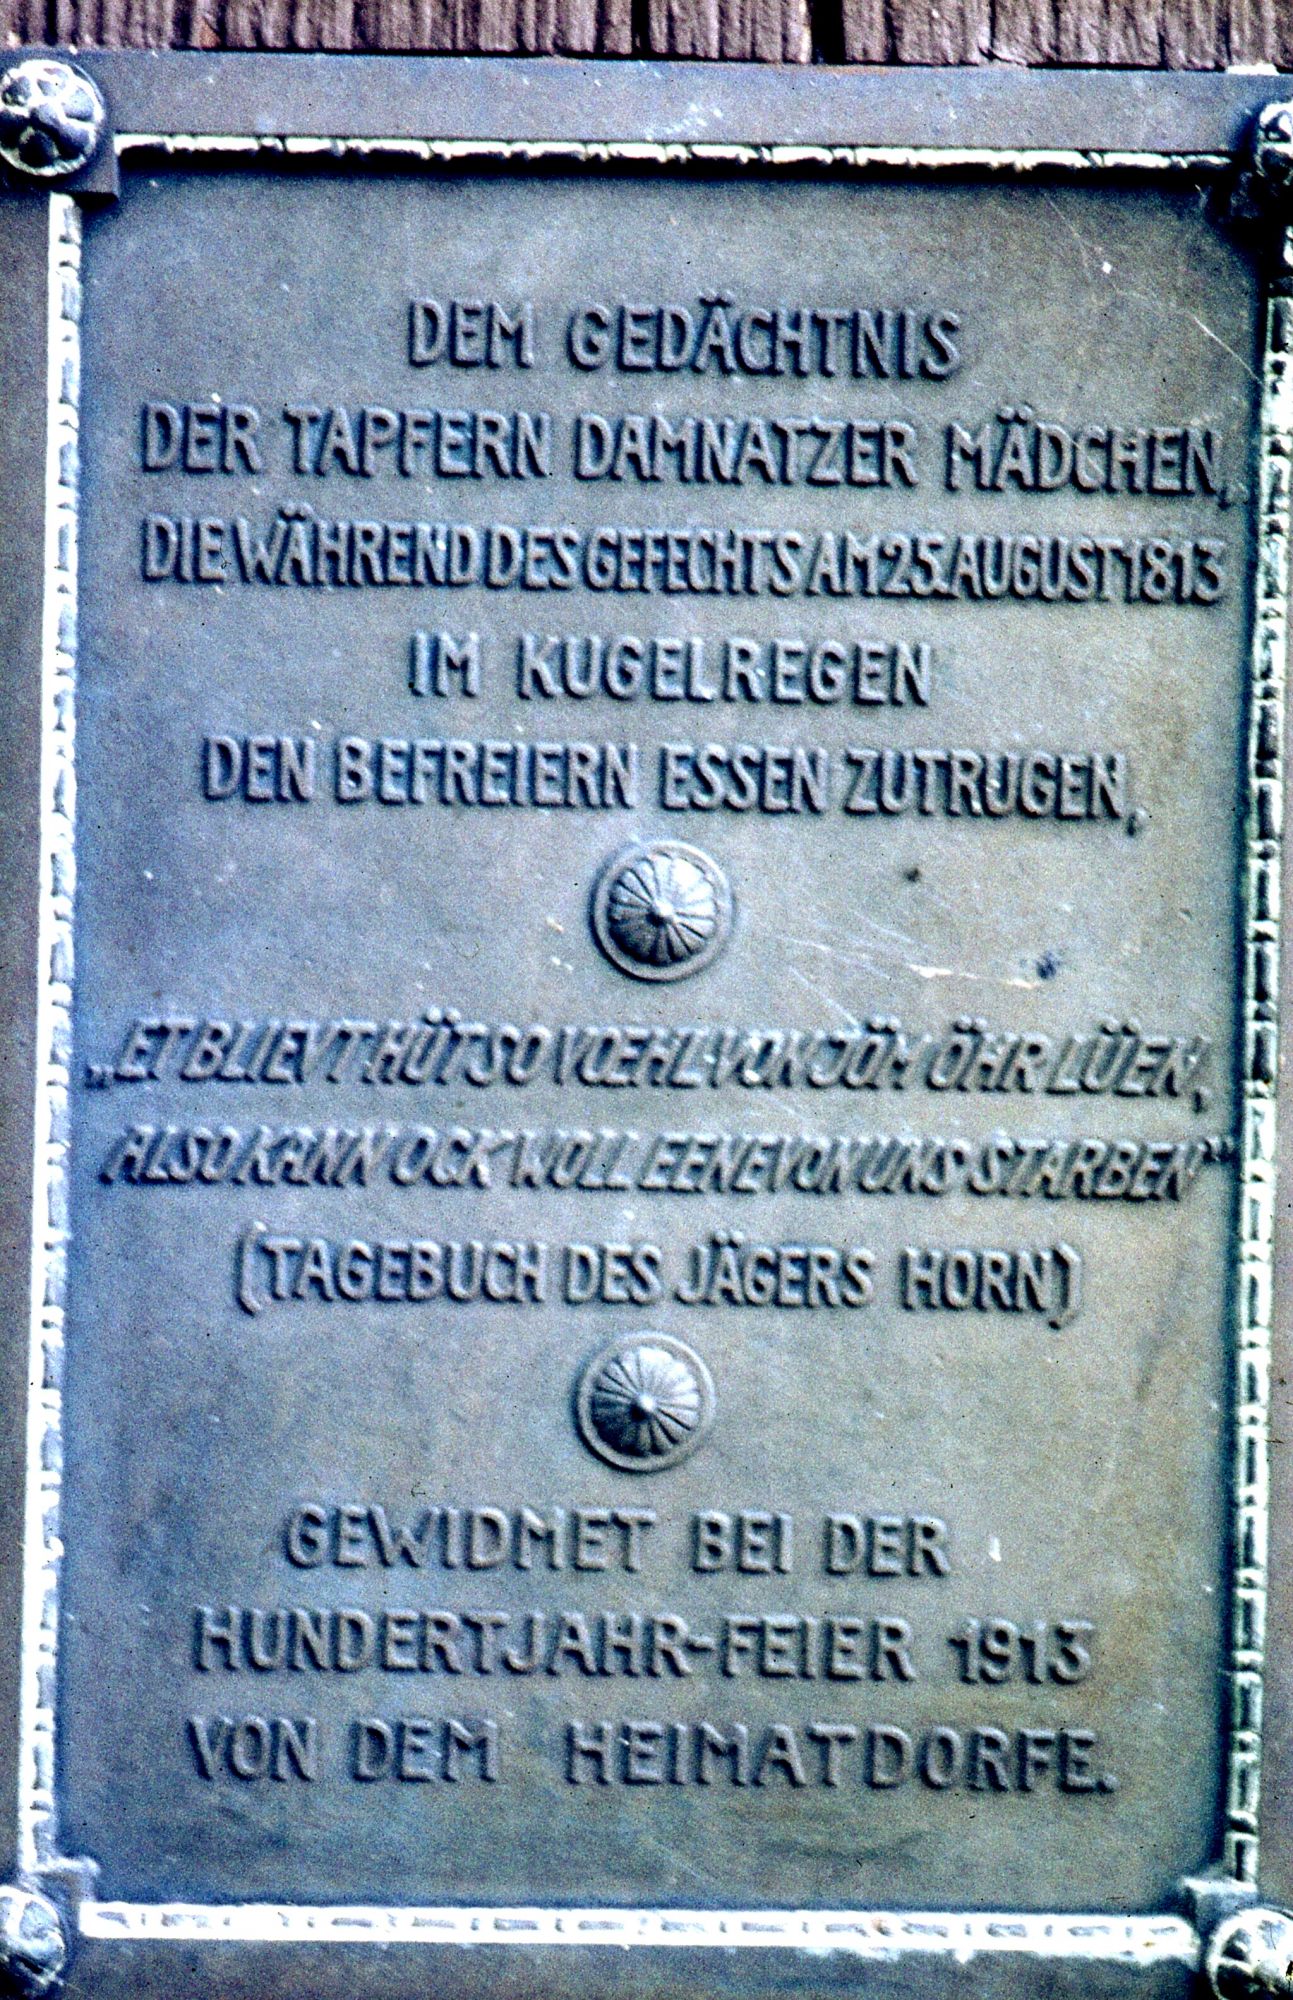 DEM GEDÄCHTNIS
DER TAPFERN DAMNATZER MÄDCHEN,
DIE WÄHREND DES GEFECHTS AM 25. AUGUST 1813
IM KUGELREGEN
DEN BEFREIERN ESSEN ZUTRUGEN,
„ET BLIEVT HÜT SO VOEHL VON JÖH ÖHR LÜEN,
ALSO KANN OCK WOLL EENE VON UNS STARBEN"
(TAGEBUCH DES JÄGERS HORN)
GEWIDMET BEI DER
HUNDERTJAHR-FEIER 1913
VON DEM HEIMATDORFE.